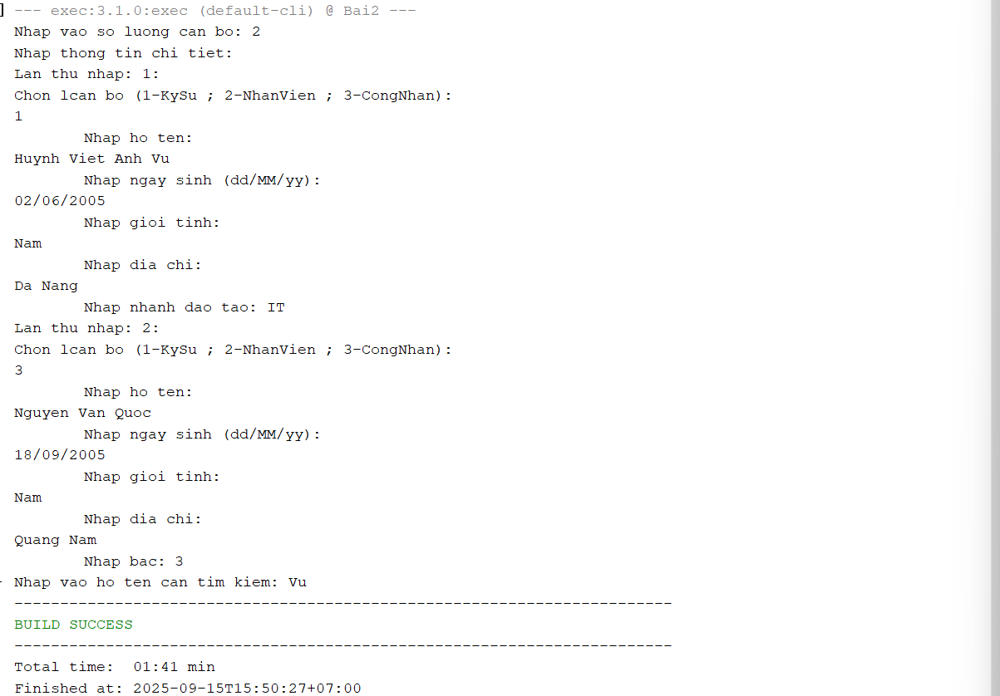 --- exec:3.1.0:exec (default-cli) @ Bai2 ---
Nhap vao so luong can bo: 2
Nhap thong tin chi tiet:
Lan thu nhap: 1:
Chon lcan bo (1-KySu ; 2-NhanVien ; 3-CongNhan):
1
Nhap ho ten:
Huynh Viet Anh Vu
Nhap ngay sinh (dd/MM/yy):
02/06/2005
Nhap gioi tinh:
Nam
Nhap dia chi:
Da Nang
Nhap nhanh dao tao: IT
Lan thu nhap: 2:
Chon lcan bo (1-KySu ; 2-NhanVien ; 3-CongNhan):
3
Nhap ho ten:
Nguyen Van Quoc
Nhap ngay sinh (dd/MM/yy):
18/09/2005
Nhap gioi tinh:
Nam
Nhap dia chi:
Quang Nam
Nhap bac: 3
Nhap vao ho ten can tim kiem: Vu
------------------------------------------------------------------------
BUILD SUCCESS
------------------------------------------------------------------------
Total time:  01:41 min
Finished at: 2025-09-15T15:50:27+07:00